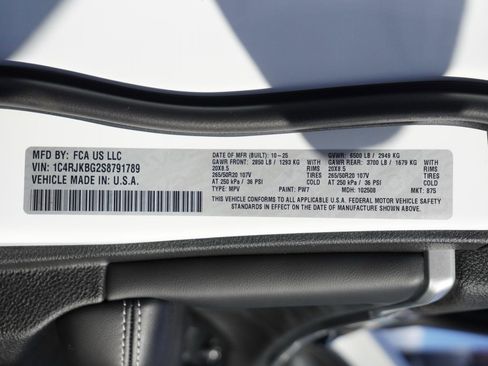 MFD BY: FCA US LLC
VIN: 1C4RJKBG2S8791789
VEHICLE MADE IN: U.S.A.
DATE OF MFR (BUILT): 10-25
GAWR FRONT: 2850 LB / 1293 KG WITH
20X8.5 RIMS
265/50R20 107V TIRES
AT 250 kPa / 36 PSI
TYPE: MPV PAINT: PW7
GVWR: 6500 LB / 2949 KG
GAWR REAR: 3700 LB / 1679 KG WITH
20X8.5 RIMS
265/50R20 107V TIRES
AT 250 kPa / 36 PSI
MDH: 102508 MKT: 875
CONFORMS TO ALL APPLICABLE U.S.A. FEDERAL MOTOR VEHICLE SAFETY
STANDARDS IN EFFECT ON THE DATE OF MANUFACTURE SHOWN ABOVE.